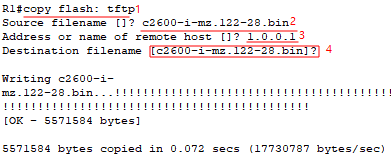 R1#copy flash: tftp1
Source filename []? c2600-i-mz.122-28.bin2
Address or name of remote host []? 1.0.0.1 3
Destination filename [c2600-i-mz.122-28.bin]? 4
Writing c2600-i-
mz.122-28.bin...!!!!!!!!!!!!!!!!!!!!!!!!!!!!!!!!!!!!!!!!
!!!!!!!!!!!!!!!!!!!!!!!!!!!!!!!!!!!!!!!!!!!!
[OK - 5571584 bytes]
5571584 bytes copied in 0.072 secs (17730787 bytes/sec)